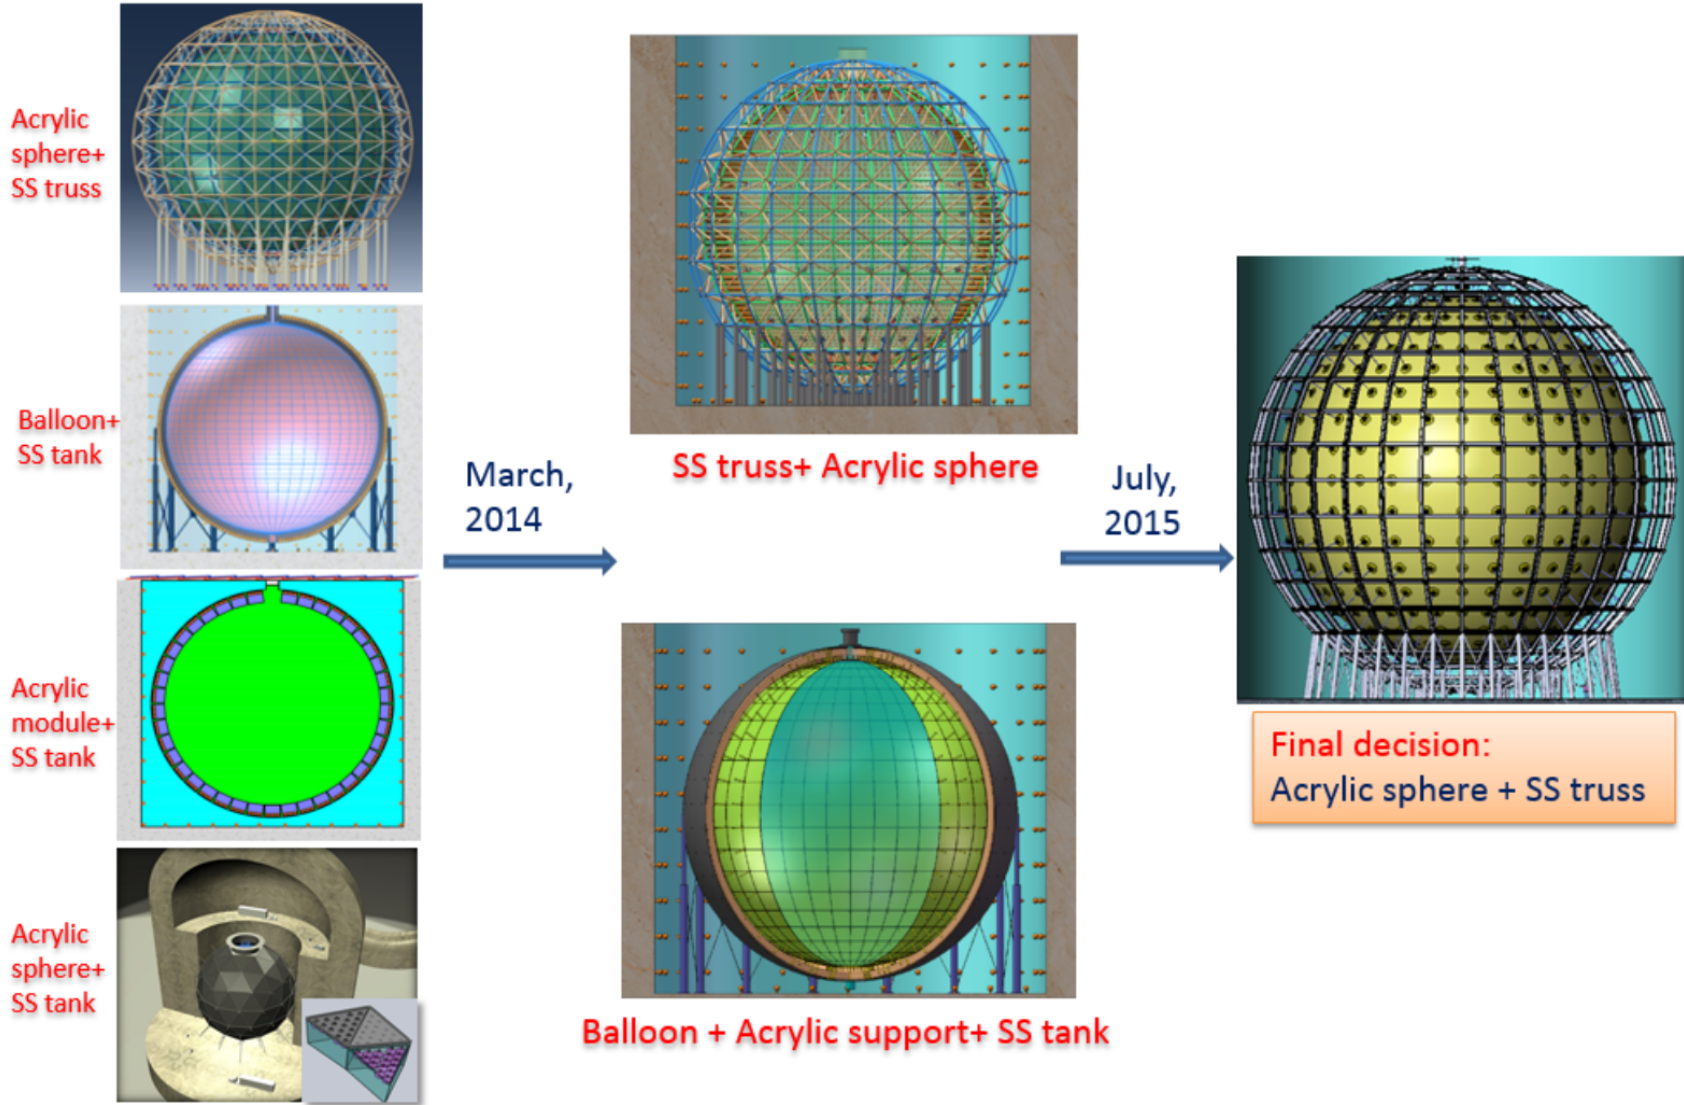 Acrylic
sphere+
SS truss
Balloon+
SS tank
Acrylic
module+
SS tank
Acrylic
sphere+
SS tank
March,
2014
SS truss+ Acrylic sphere
Balloon + Acrylic support+ SS tank
July,
2015
Final decision:
Acrylic sphere + SS truss